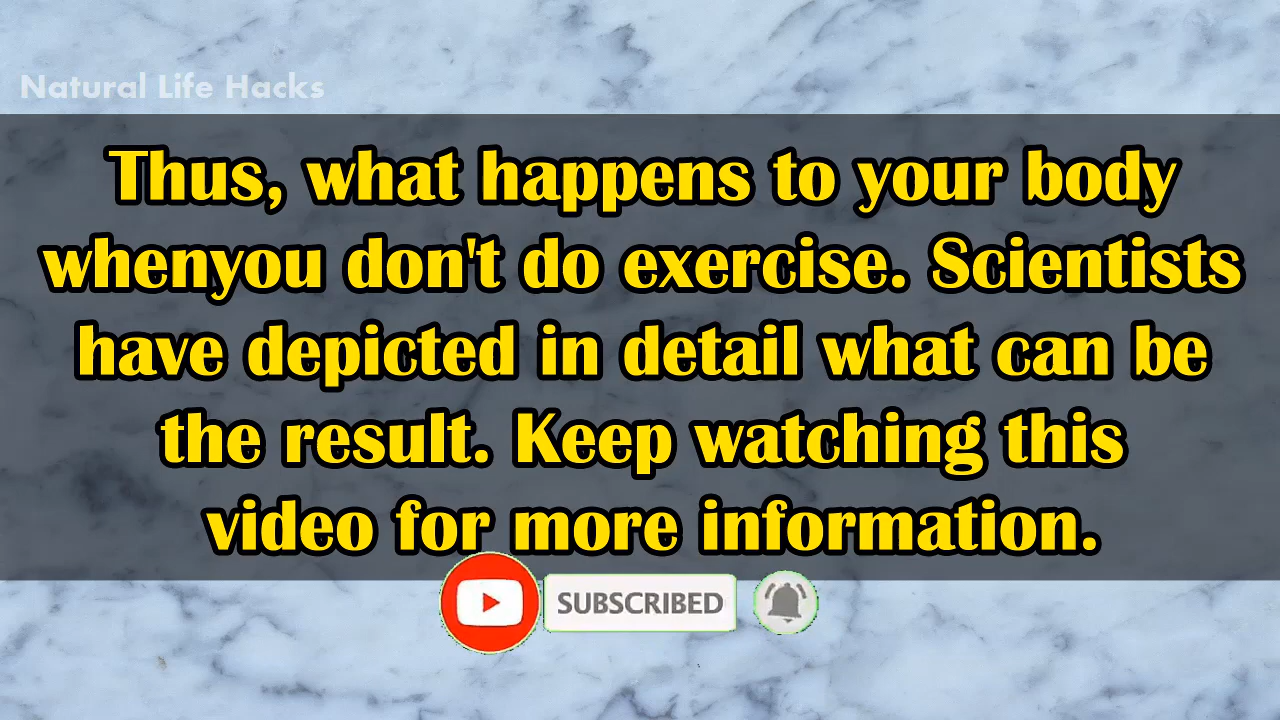 Natural Life Hacks
Thus, what happens to your body
whenyou don't do exercise. Scientists
have depicted in detail what can be
the result. Keep watching this
video for more information.
SUBSCRIBED